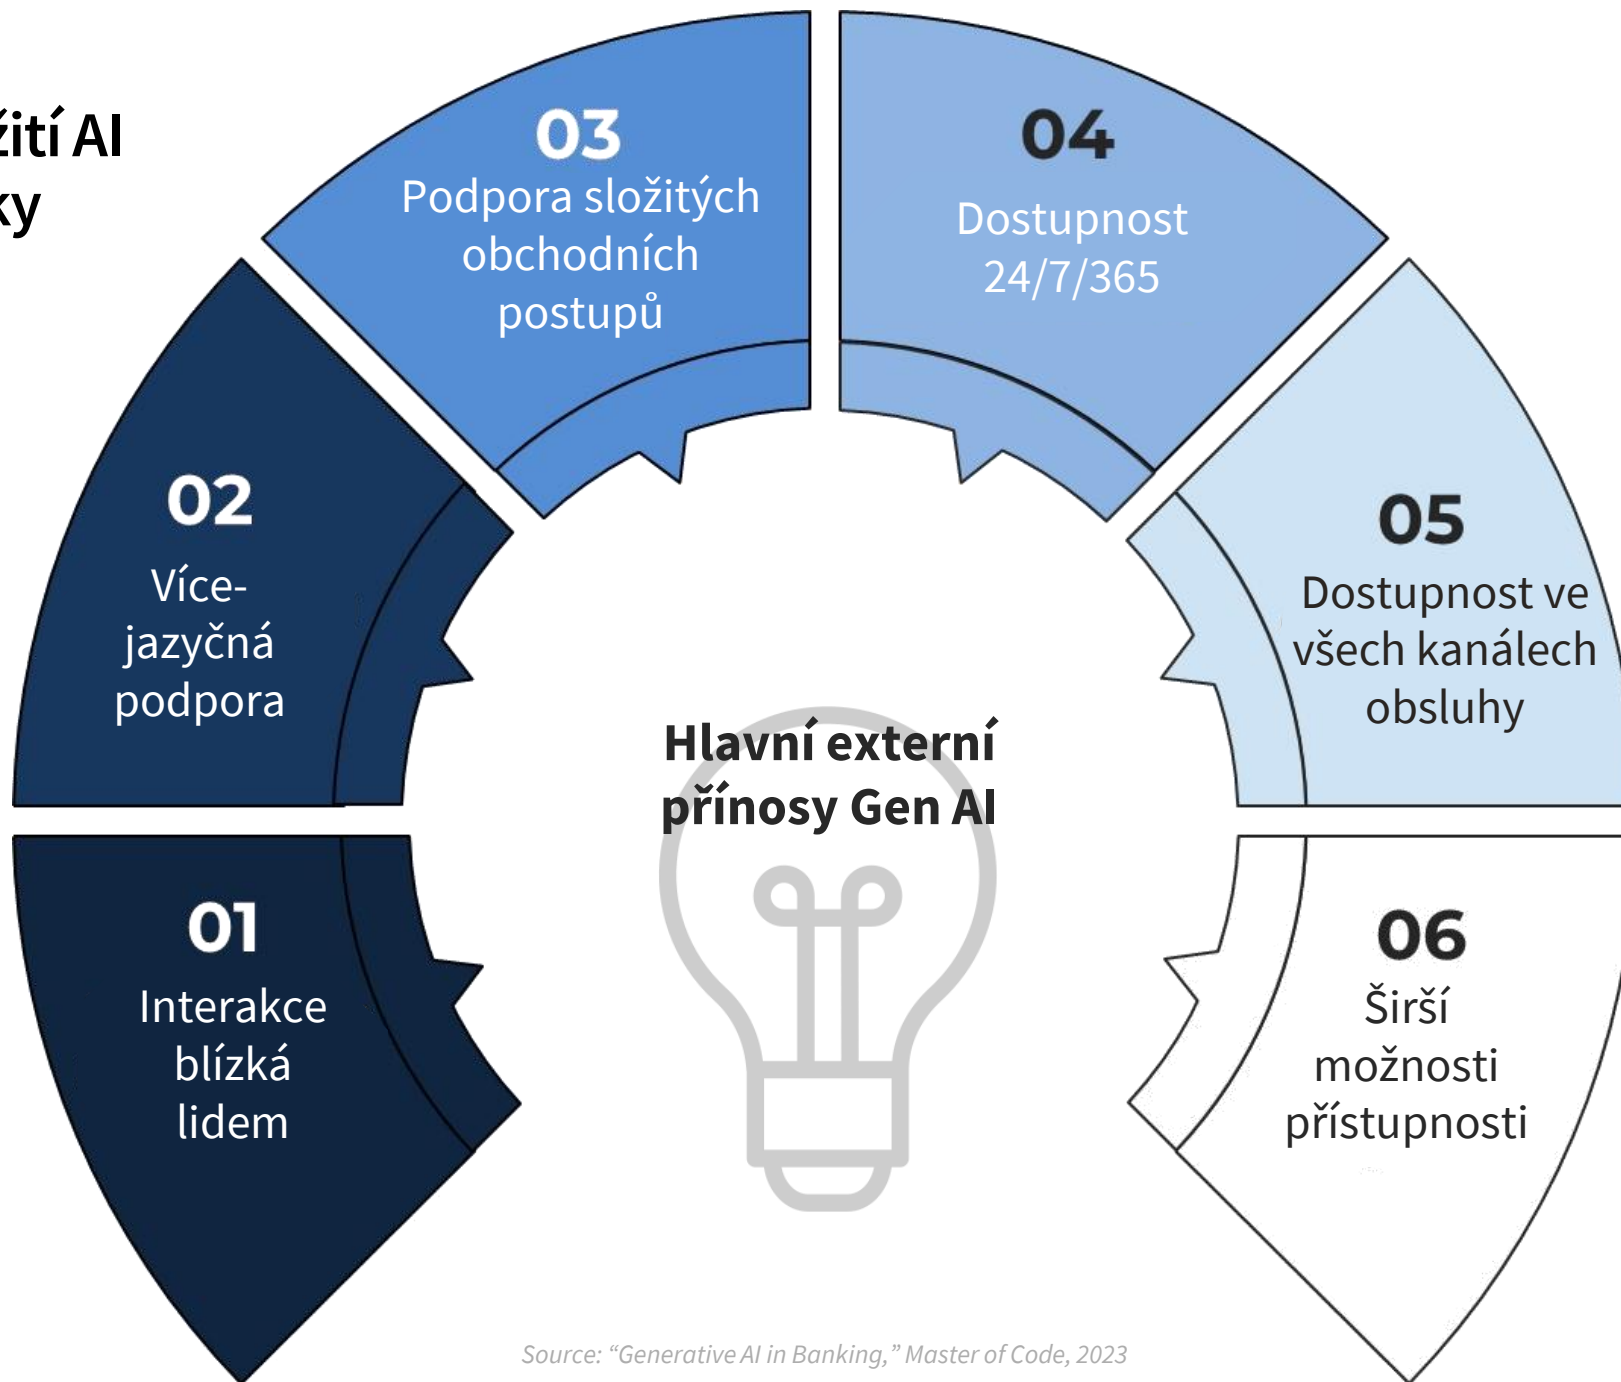 žití AI
ky
03
Podpora složitých
obchodních
postupů
04
Dostupnost
24/7/365
02
Více-
jazyčná
podpora
05
Dostupnost ve
všech kanálech
obsluhy
Hlavní externí
přínosy Gen AI
01
Interakce
blízká
lidem
06
Širší
možnosti
přístupnosti
Source: “Generative AI in Banking,” Master of Code, 2023